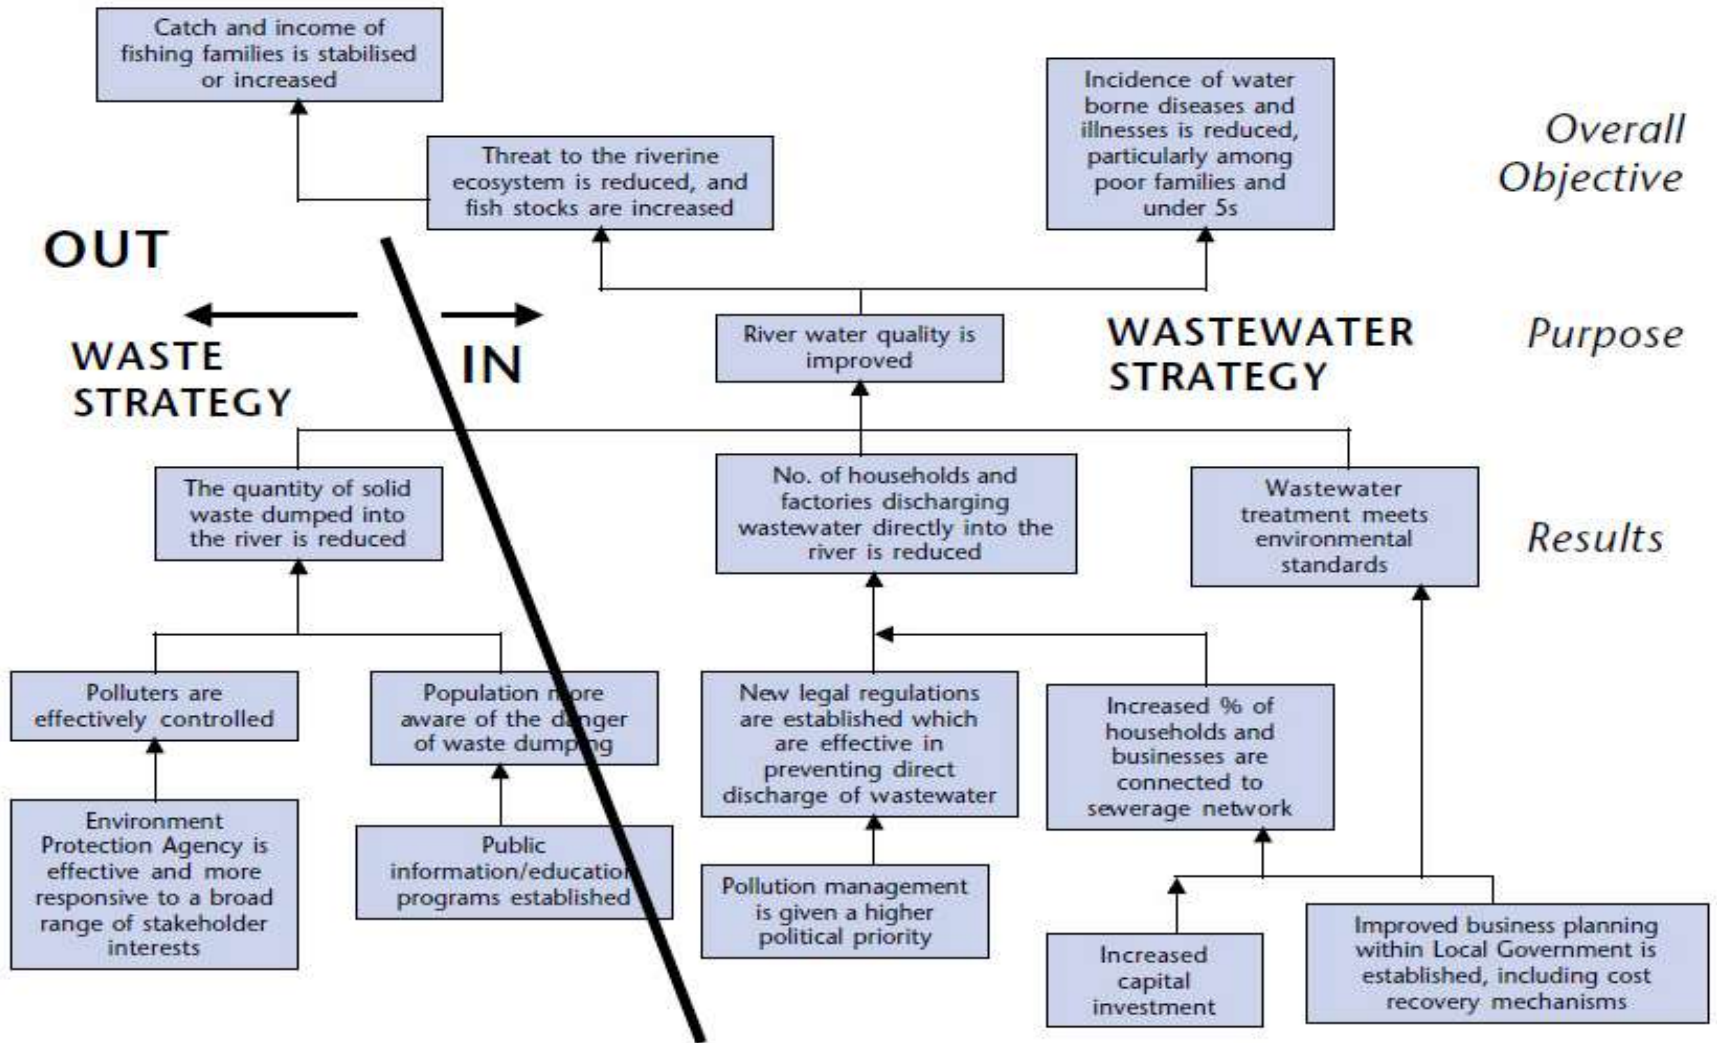 Catch and income of
fishing families is stabilised
or increased
Threat to the riverine
ecosystem is reduced, and
fish stocks are increased
Incidence of water
borne diseases and
illnesses is reduced,
particularly among
poor families and
under 5s
Overall
Objective
OUT
IN
WASTE
STRATEGY
River water quality is
improved
WASTEWATER
STRATEGY
Purpose
The quantity of solid
waste dumped into
the river is reduced
No. of households and
factories discharging
wastewater directly into the
river is reduced
Wastewater
treatment meets
environmental
standards
Results
Polluters are
effectively controlled
Population more
aware of the danger
of waste dumping
New legal regulations
are established which
are effective in
preventing direct
discharge of wastewater
Increased % of
households and
businesses are
connected to
sewerage network
Environment
Protection Agency is
effective and more
responsive to a broad
range of stakeholder
interests
Public
information/education
programs established
Pollution management
is given a higher
political priority
Increased
capital
investment
Improved business planning
within Local Government is
established, including cost
recovery mechanisms